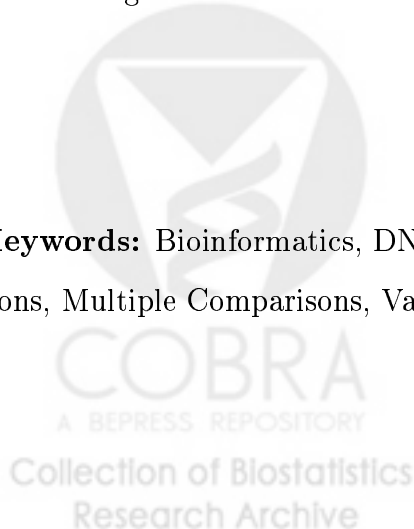 Keywords: Bioinformatics, DN
ons, Multiple Comparisons, Va
COBRA
A BEPRESS REPOSITORY
Collection of Biostatistics
Research Archive